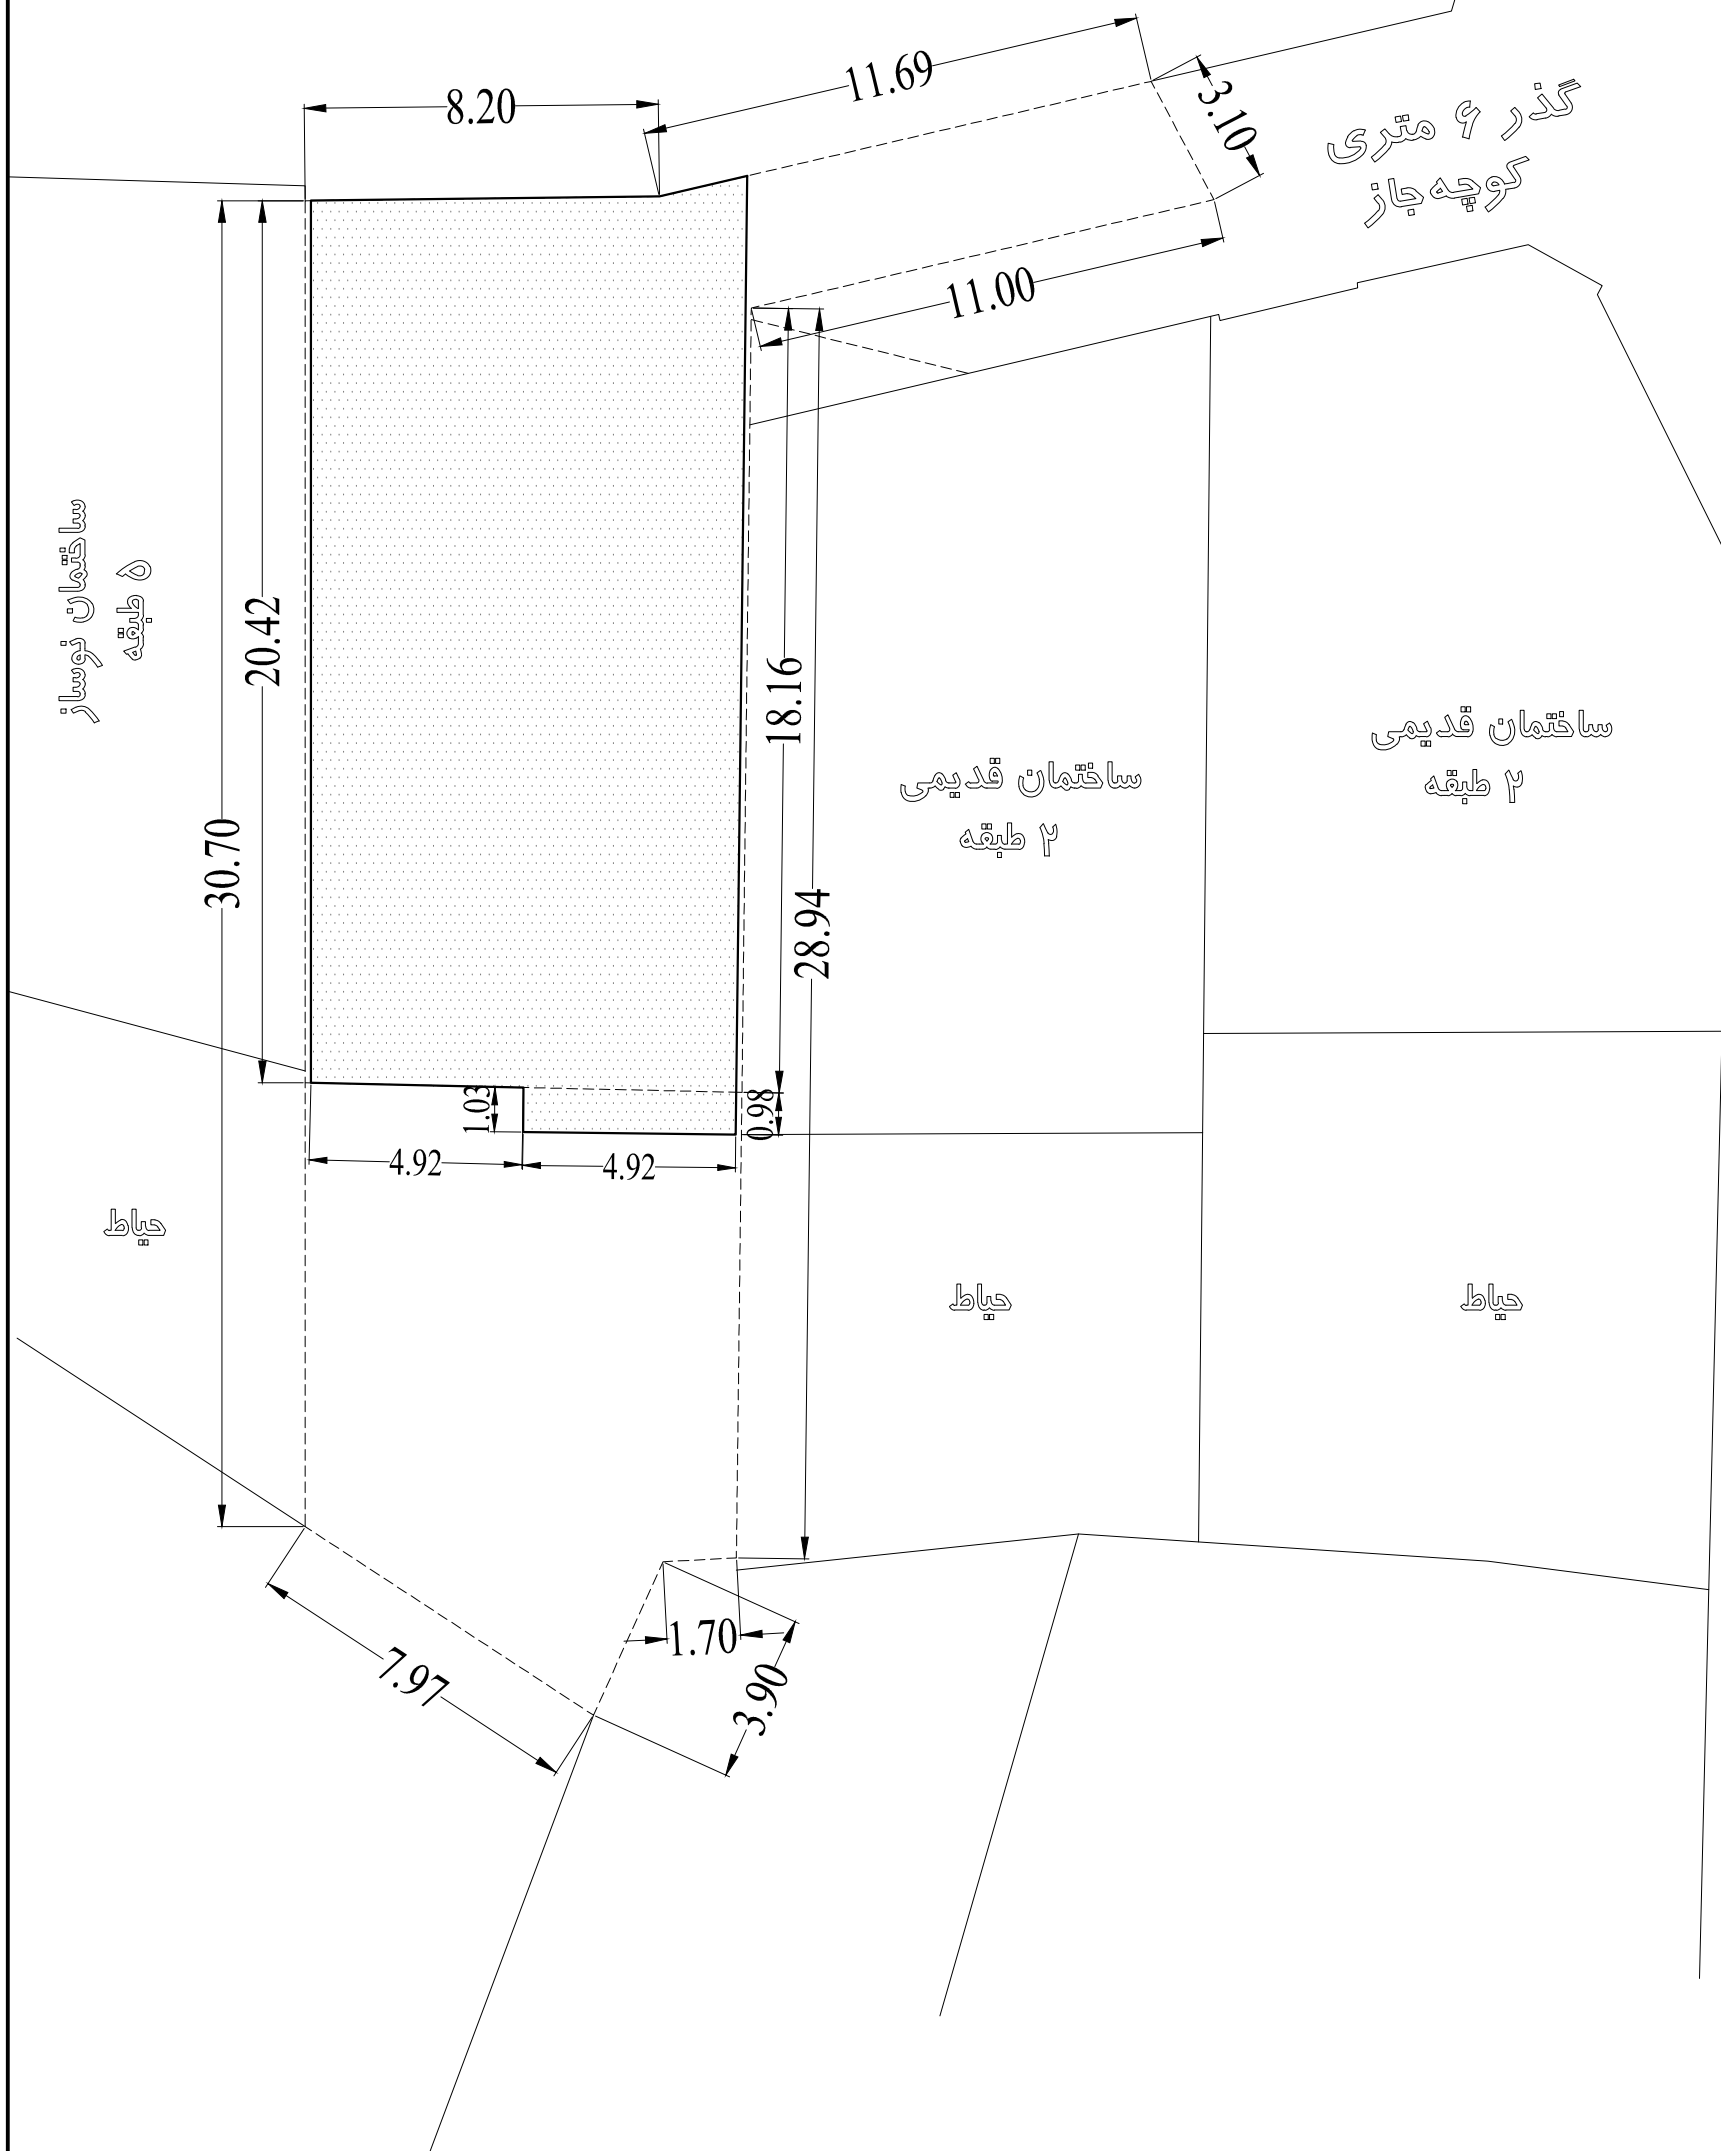 11.69
8.20
3.10
گذر ۶ متری
کوچه جاز
11.00
ساختمان نوساز
۵ طبقه
20.42
18.16
30.70
28.94
ساختمان قدیمی
۲ طبقه
ساختمان قدیمی
۲ طبقه
1.03
0.98
4.92
4.92
حیاط
حیاط
حیاط
1.70
7.97
3.90